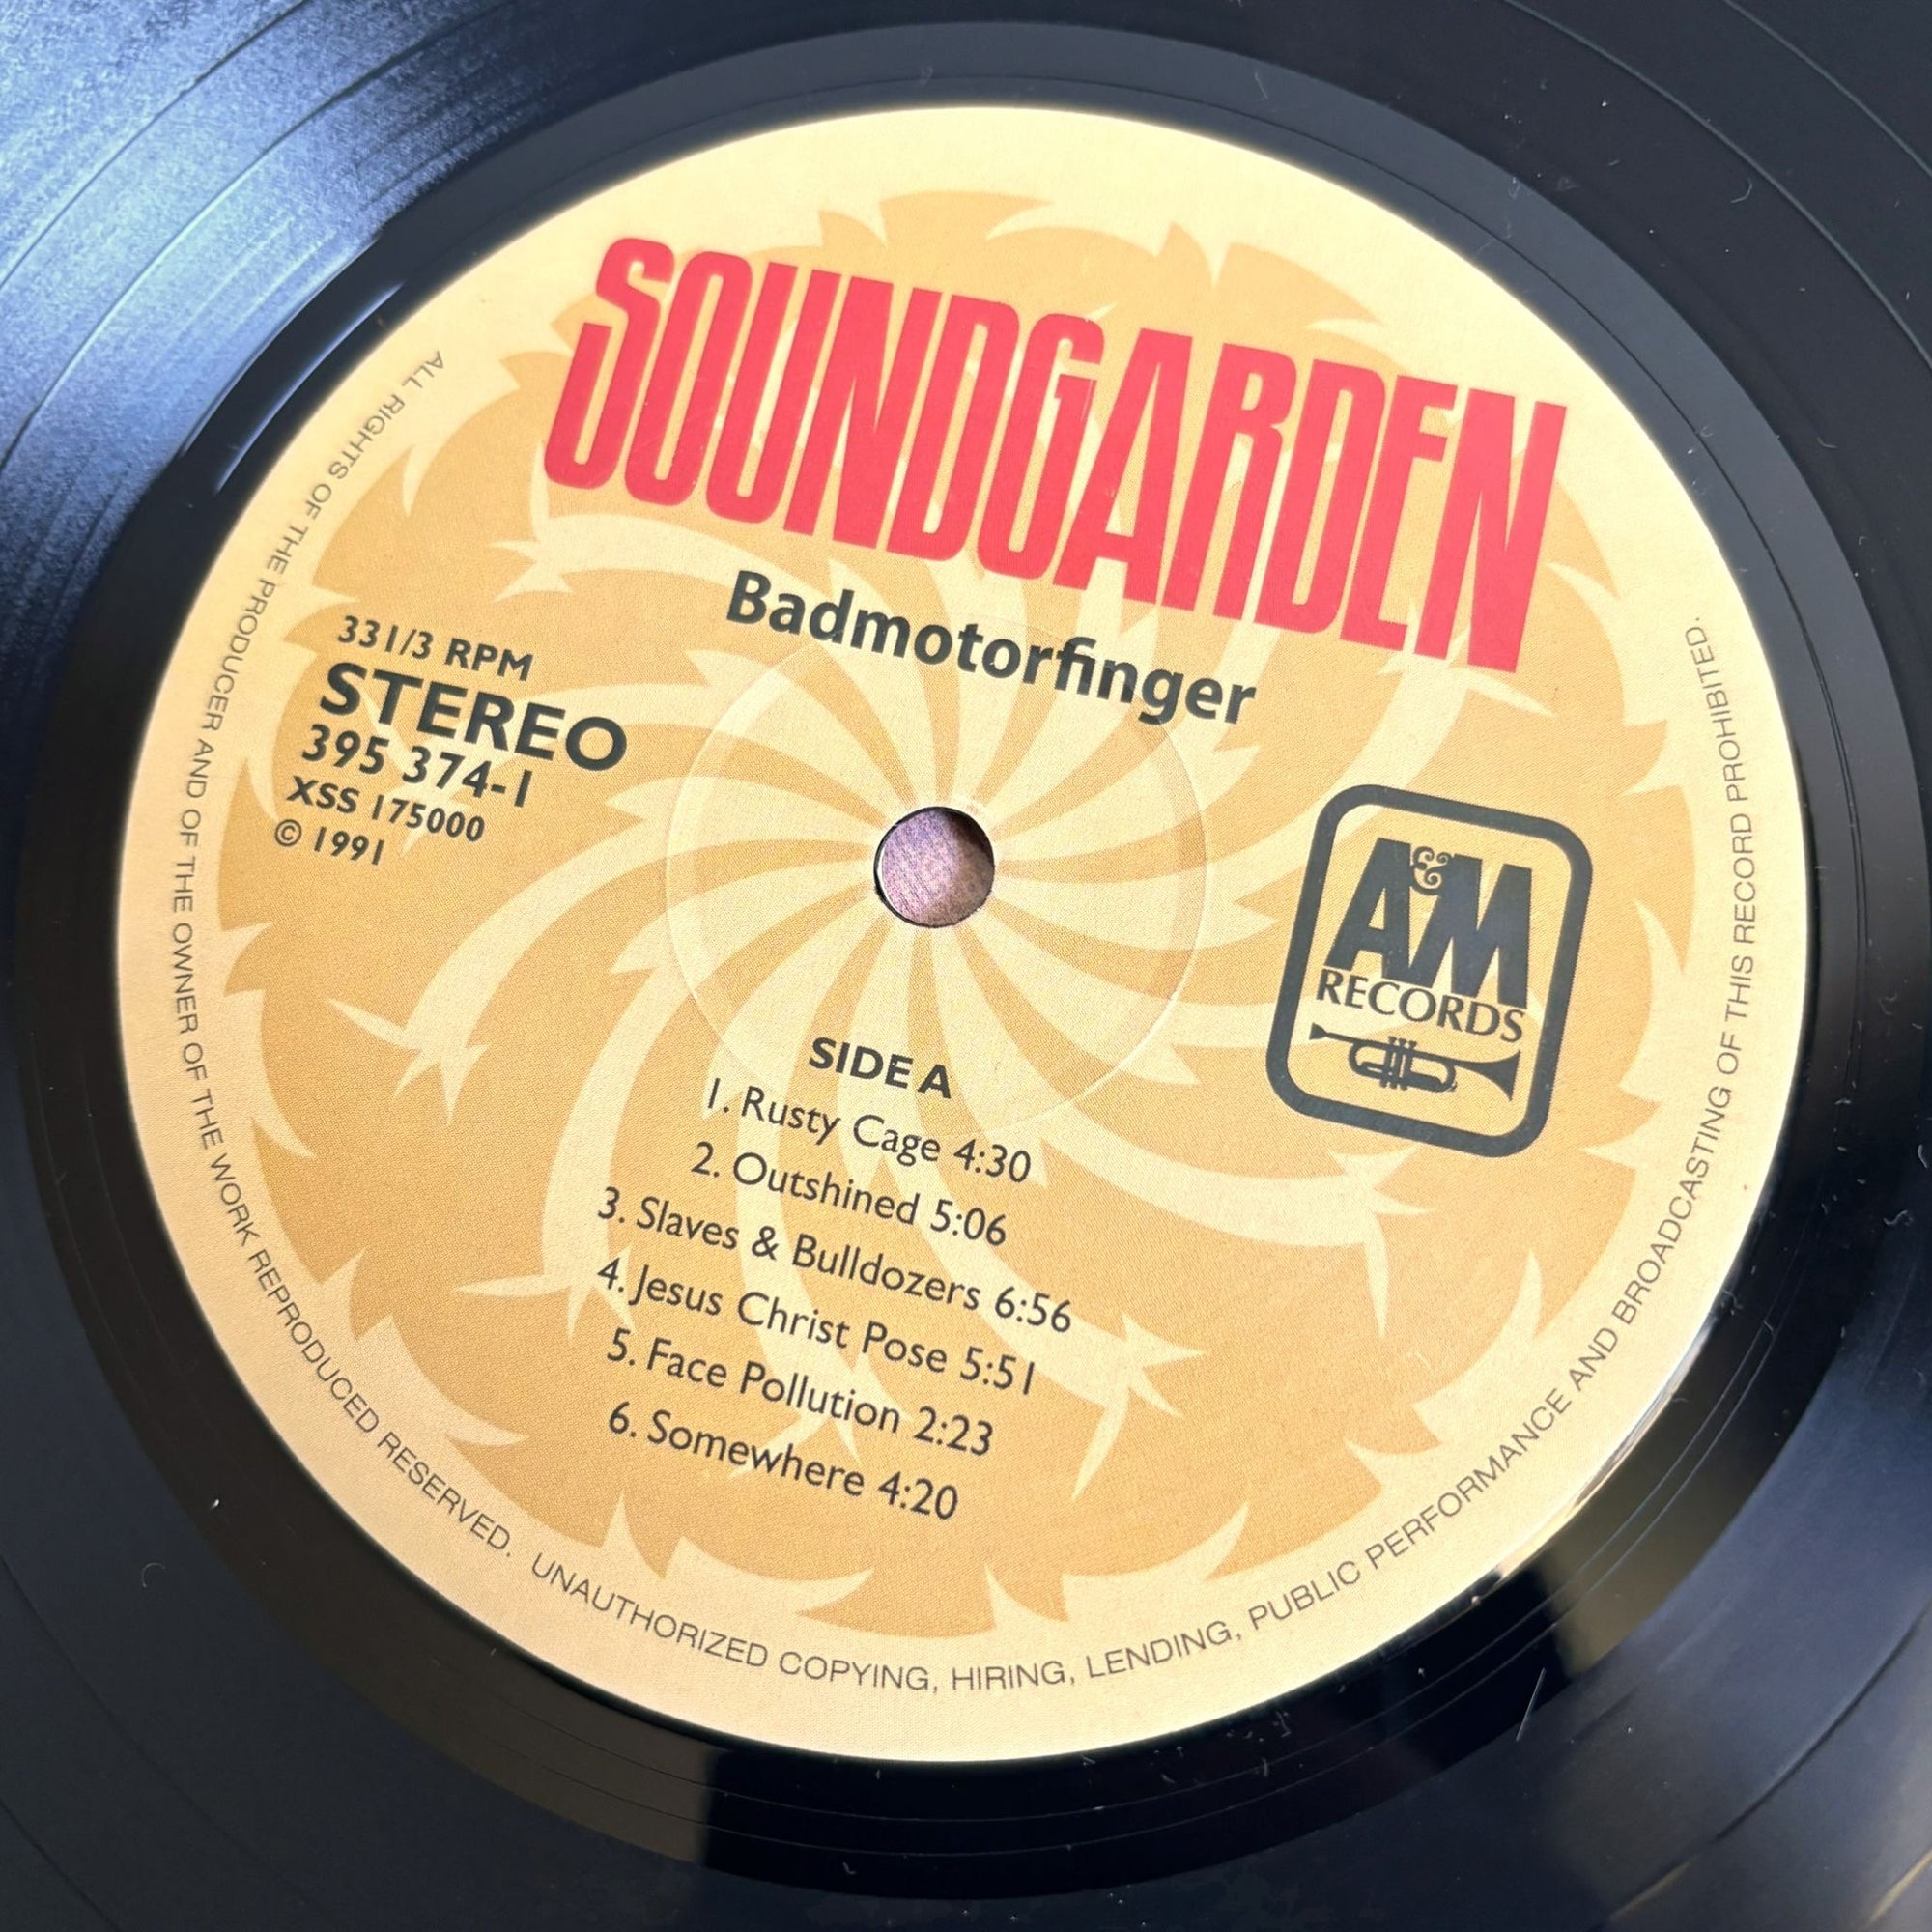 SOUNDGARDEN
Badmotorfinger
33 1/3 RPM
STEREO
395 374-1
XSS 175000
© 1991
A&M
RECORDS
SIDE A
1. Rusty Cage 4:30
2. Outshined 5:06
3. Slaves & Bulldozers 6:56
4. Jesus Christ Pose 5:51
5. Face Pollution 2:23
6. Somewhere 4:20
ALL RIGHTS OF THE PRODUCER AND OF THE OWNER OF THE WORK REPRODUCED RESERVED. UNAUTHORIZED COPYING, HIRING, LENDING, PUBLIC PERFORMANCE AND BROADCASTING OF THIS RECORD PROHIBITED.